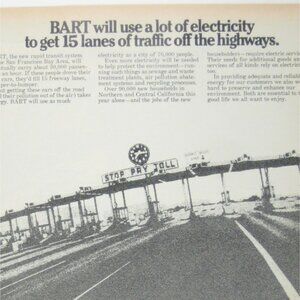 BART will use a lot of electricity
to get 15 lanes of traffic off the highways.
the new rapid transit system
San Francisco Bay Area, will
carry about 30,000 passen-
an hour. If these people drove their
cars, they'd fill 15 freeway lanes,
bumper-to-bumper.
getting these cars off the road
their pollution out of the air) takes
energy. BART will use as much
electricity as a city of 75,000 people.
Even more electricity will be needed
to help protect the environment—run-
ning such things as sewage and waste
treatment plants, air pollution abate-
ment systems and recycling processes.
Over 90,000 new households in
Northern and Central California this
year alone—and the jobs of the new
householders—require electric service
Their needs for additional goods and
services of all kinds rely on electricity
too.
In providing adequate and reliable
energy for our customers we also work
hard to preserve and enhance our
environment. Both are essential to the
good life we all want to enjoy.
STOP PAY TOLL